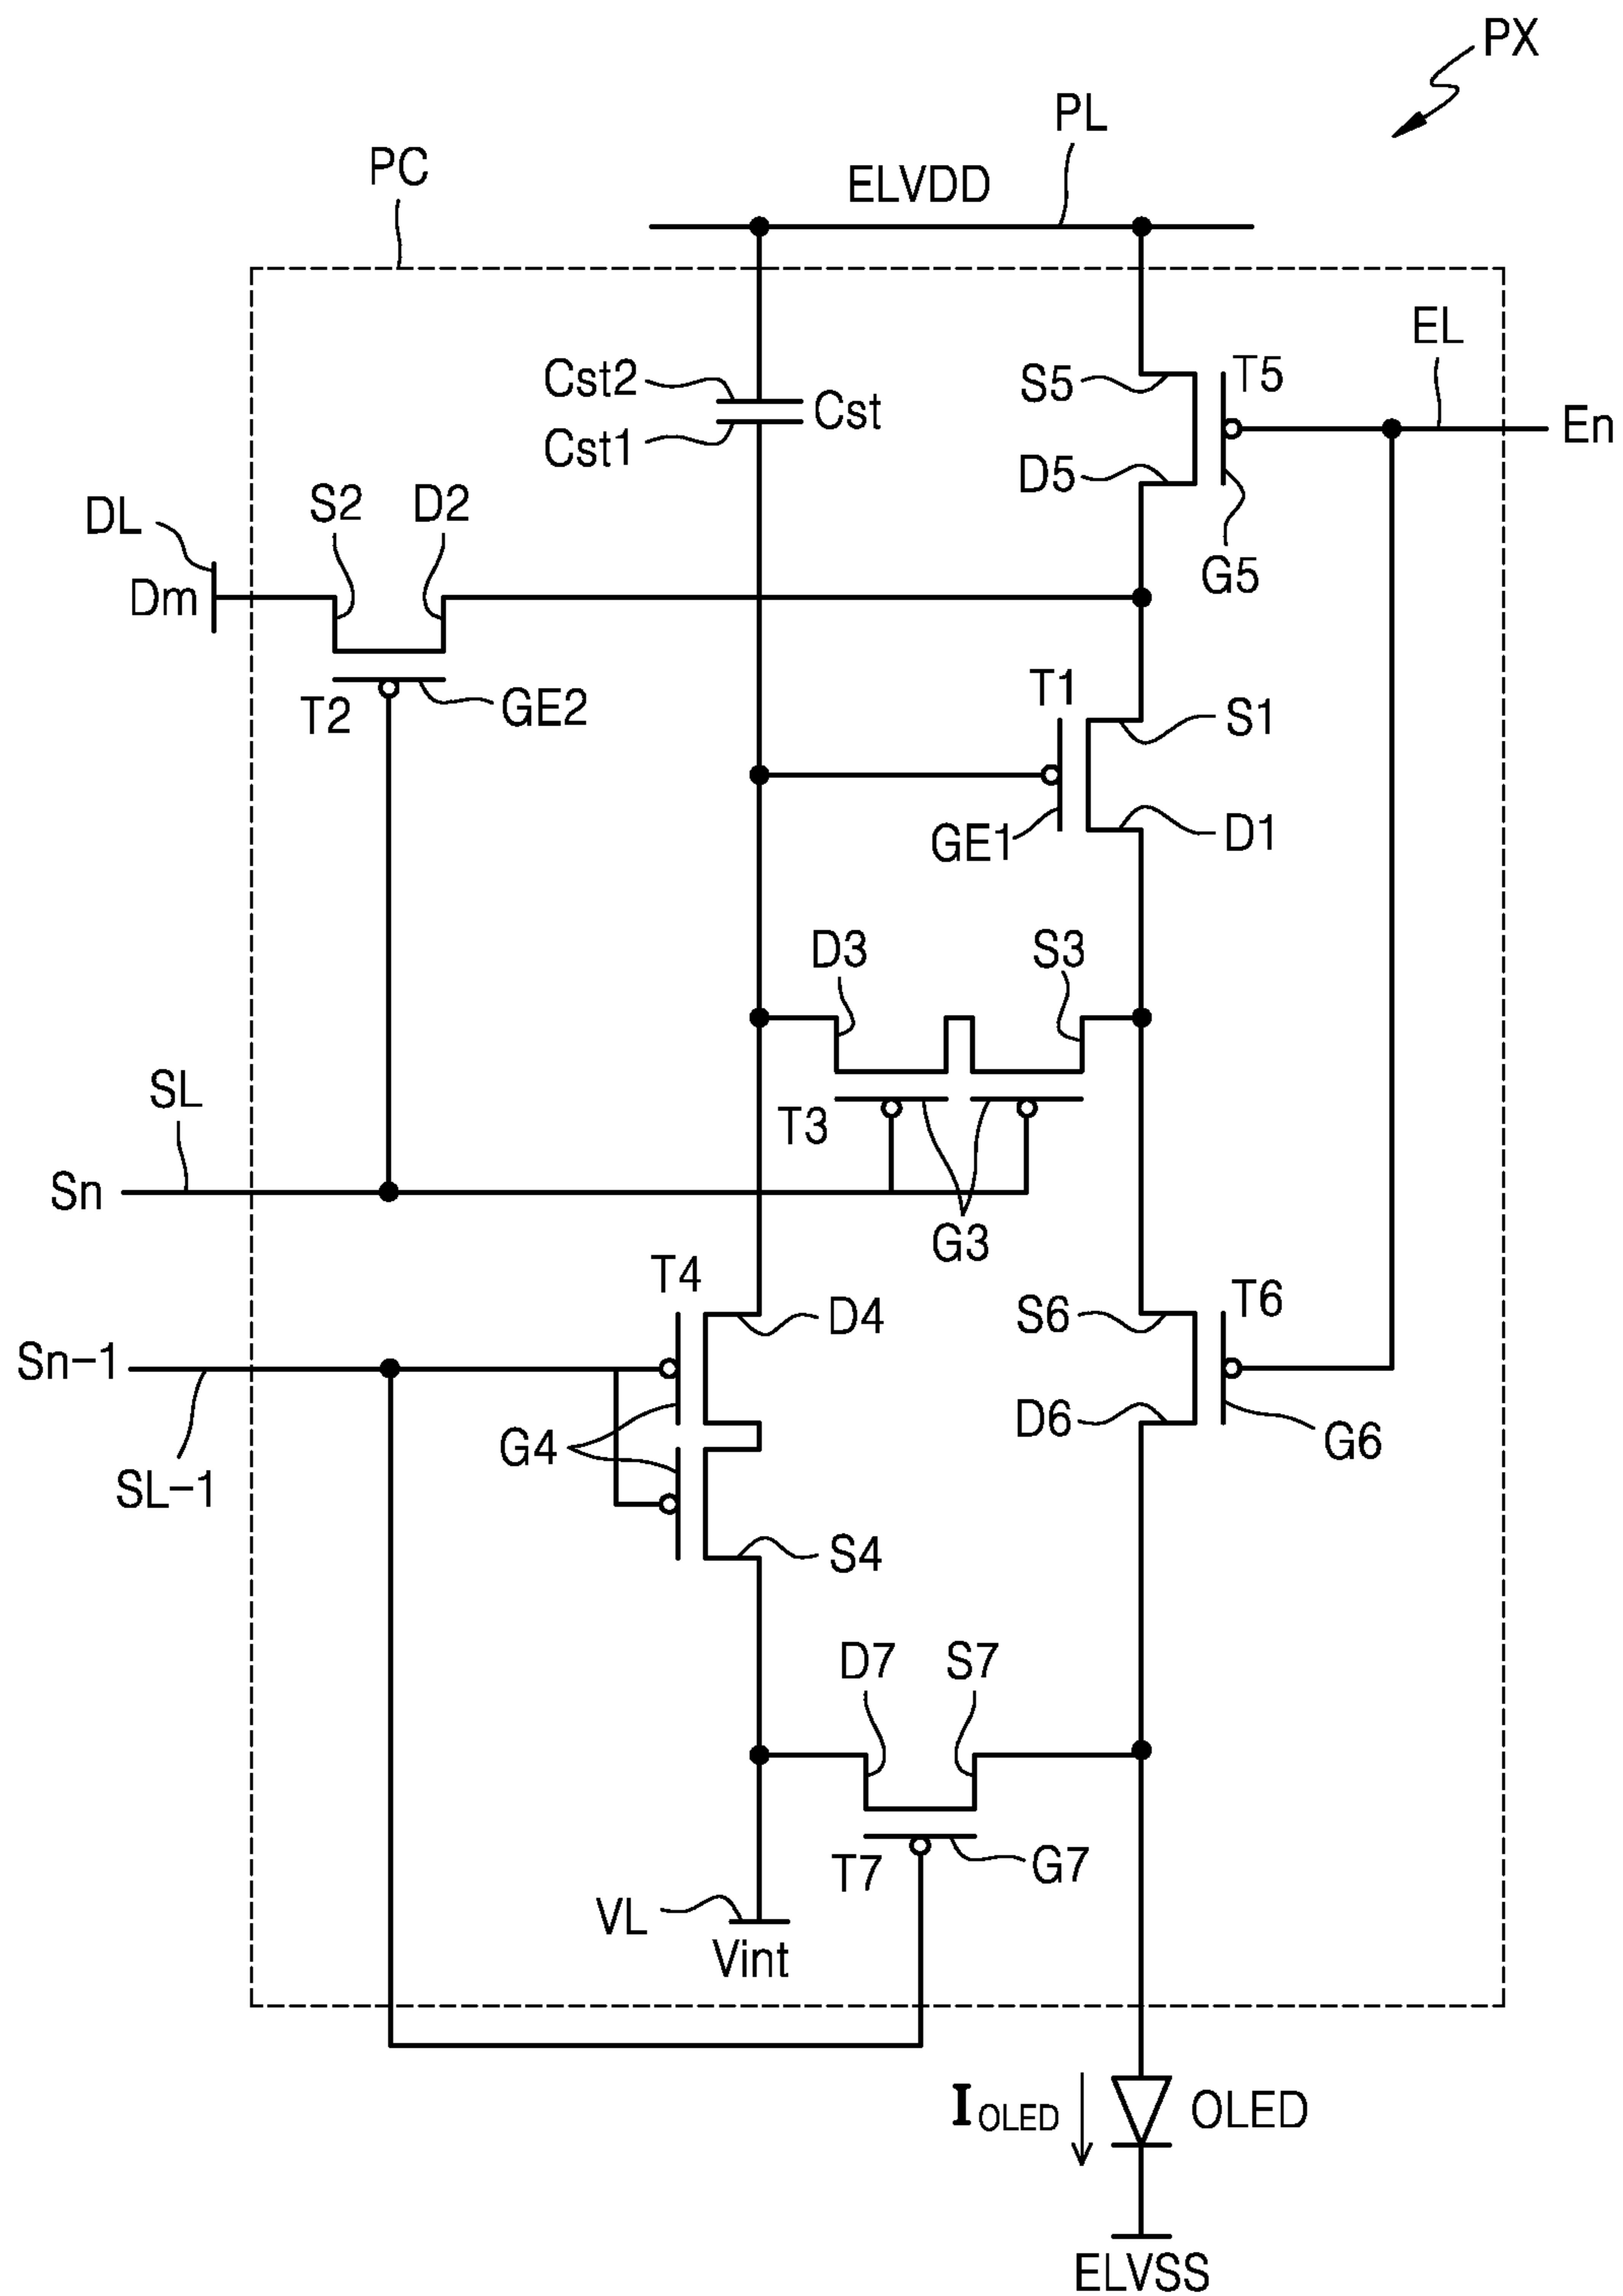 PX
PL
PC
ELVDD
EL
Cst2
S5
T5
Cst
En
Cst1
D5
S2
D2
DL
G5
Dm
T1
GE2
T2
S1
GE1
D1
D3
S3
SL
T3
Sn
G3
T4
T6
D4
S6
Sn-1
D6
G4
G6
SL-1
S4
D7
S7
T7
G7
VL
Vint
IOLED
OLED
ELVSS